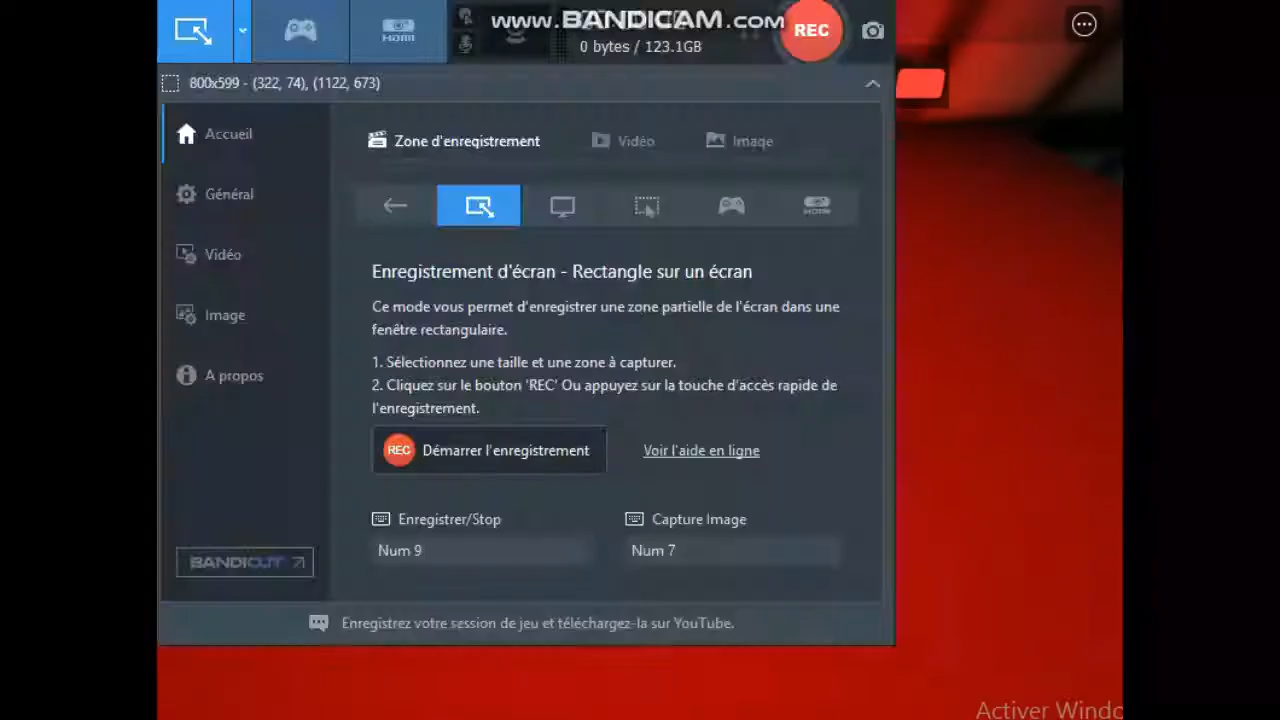 www.BANDICAM.com
REC
0 bytes / 123.1GB
HDMI
800x599 - (322, 74), (1122, 673)
Accueil
Général
Vidéo
Image
A propos
BANDICUT
Zone d'enregistrement
Vidéo
Image
HDMI
Enregistrement d'écran - Rectangle sur un écran
Ce mode vous permet d'enregistrer une zone partielle de l'écran dans une
fenêtre rectangulaire.
1. Sélectionnez une taille et une zone à capturer.
2. Cliquez sur le bouton 'REC' Ou appuyez sur la touche d'accès rapide de
l'enregistrement.
REC Démarrer l'enregistrement
Voir l'aide en ligne
Enregistrer/Stop
Capture Image
Num 9
Num 7
Enregistrez votre session de jeu et téléchargez-la sur YouTube.
Activer Windo